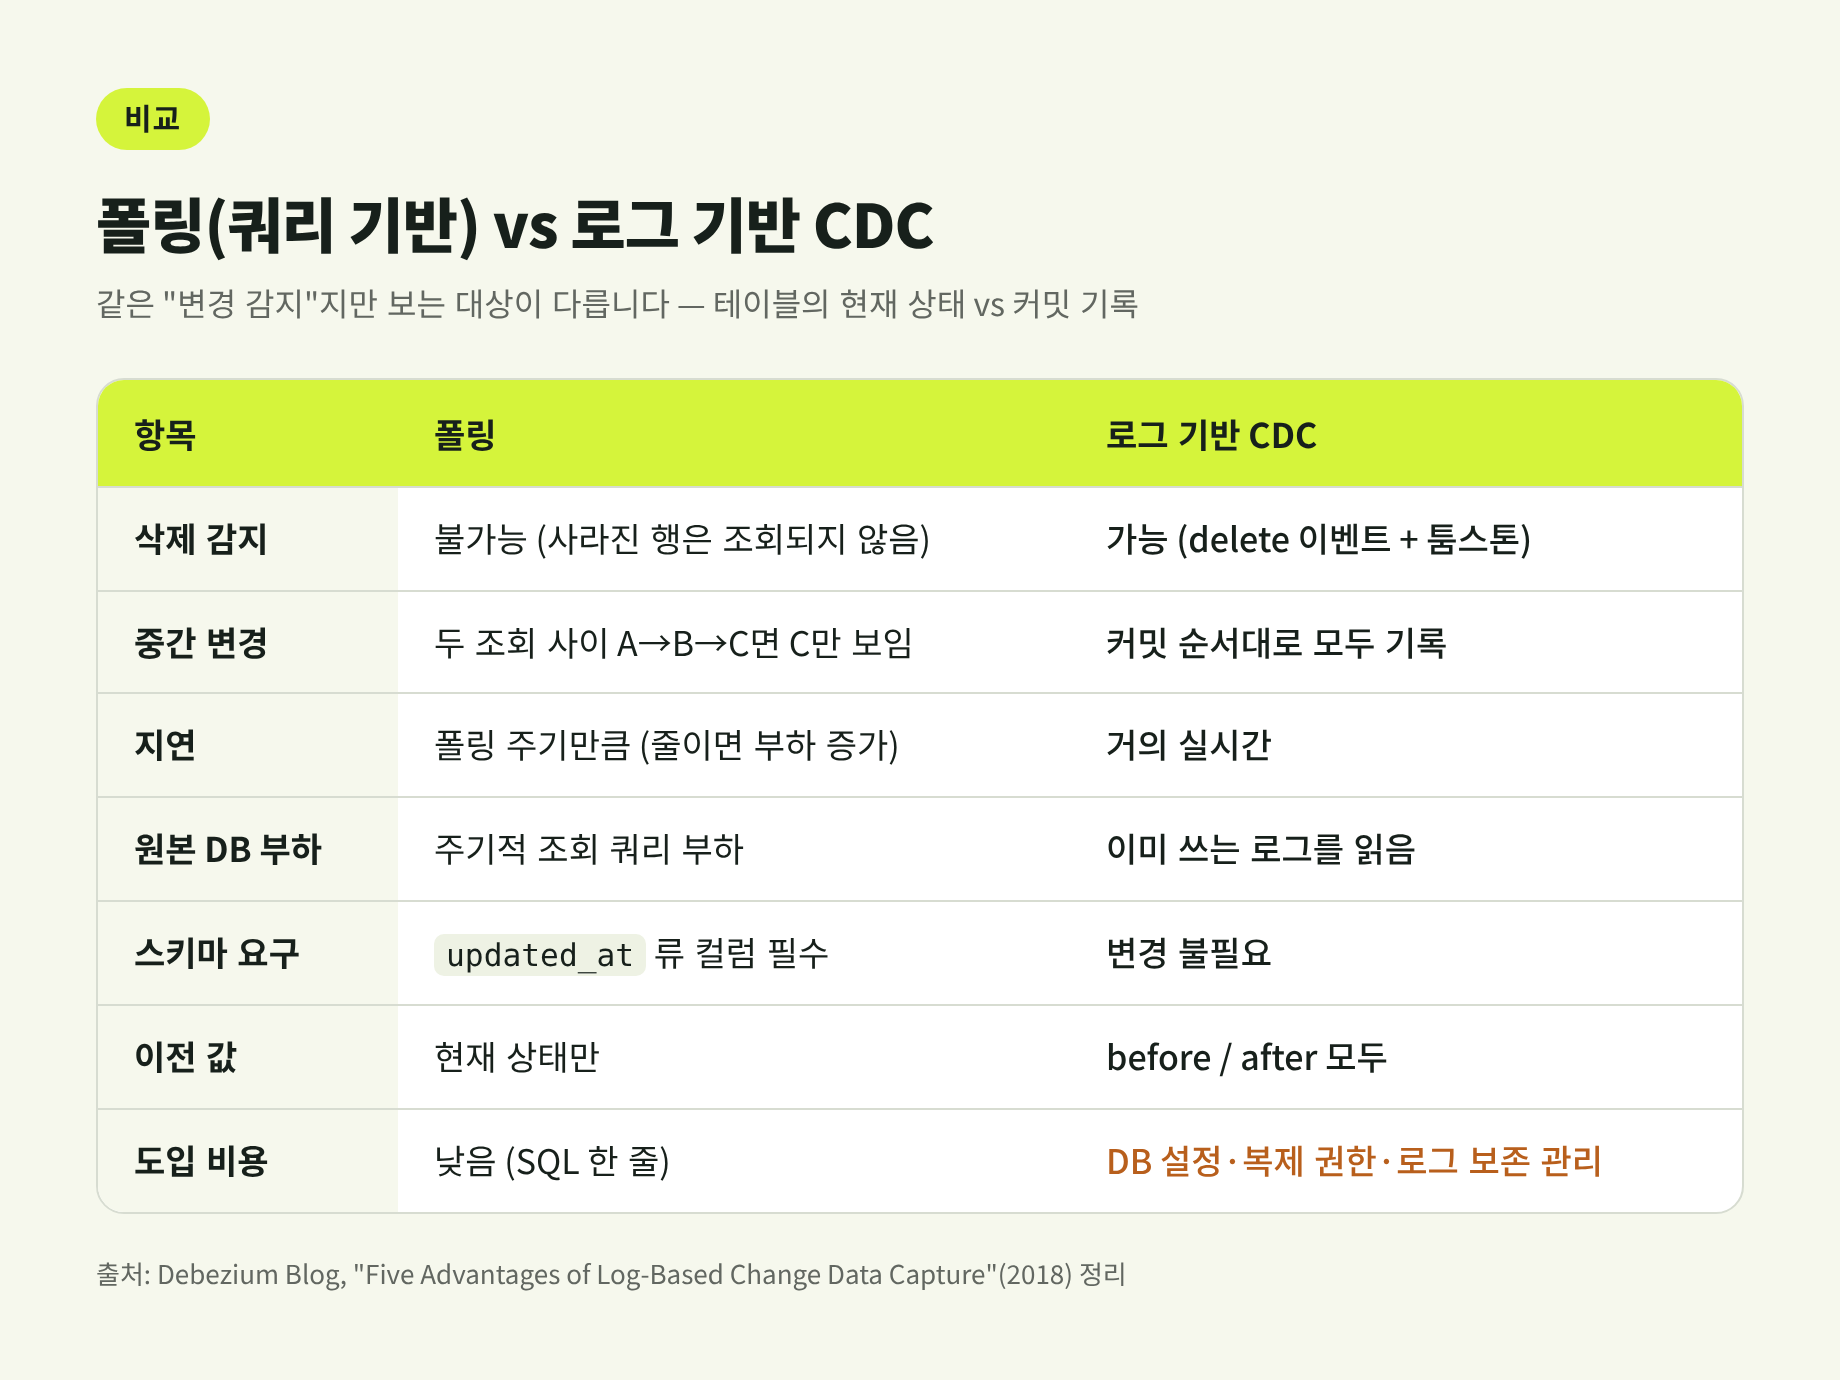 비교
폴링(쿼리 기반) vs 로그 기반 CDC
같은 "변경 감지"지만 보는 대상이 다릅니다 — 테이블의 현재 상태 vs 커밋 기록
항목 폴링 로그 기반 CDC
삭제 감지 불가능 (사라진 행은 조회되지 않음) 가능 (delete 이벤트 + 툼스톤)
중간 변경 두 조회 사이 A→B→C면 C만 보임 커밋 순서대로 모두 기록
지연 폴링 주기만큼 (줄이면 부하 증가) 거의 실시간
원본 DB 부하 주기적 조회 쿼리 부하 이미 쓰는 로그를 읽음
스키마 요구 updated_at 류 컬럼 필수 변경 불필요
이전 값 현재 상태만 before / after 모두
도입 비용 낮음 (SQL 한 줄) DB 설정·복제 권한·로그 보존 관리
출처: Debezium Blog, "Five Advantages of Log-Based Change Data Capture"(2018) 정리